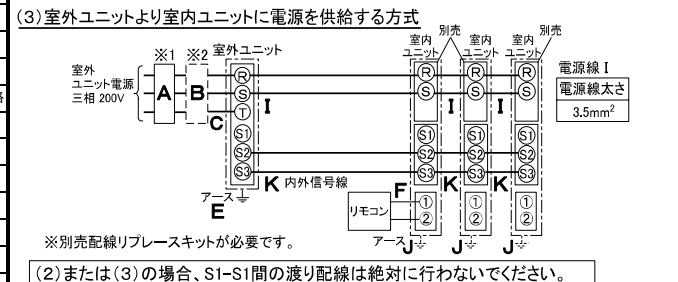 (3)室外ユニットより室内ユニットに電源を供給する方式
※1 ※2 室外ユニット
室内ユニット 別売 室内ユニット 室内ユニット 別売
室外
ユニット電源
三相 200V
A B C
R
S
T
S1
S2
S3
I
K 内外信号線
アース
E
R
S
S1
S2
S3
①
②
F
リモコン
アース J
I
K
R
S
S1
S2
S3
①
②
J
I
K
R
S
S1
S2
S3
①
②
J
電源線 I
電源線太さ
3.5mm²
※別売配線リプレースキットが必要です。
(2)または(3)の場合、S1-S1間の渡り配線は絶対に行わないでください。